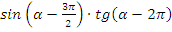 sin (α − 3π/2) · tg(α − 2π)